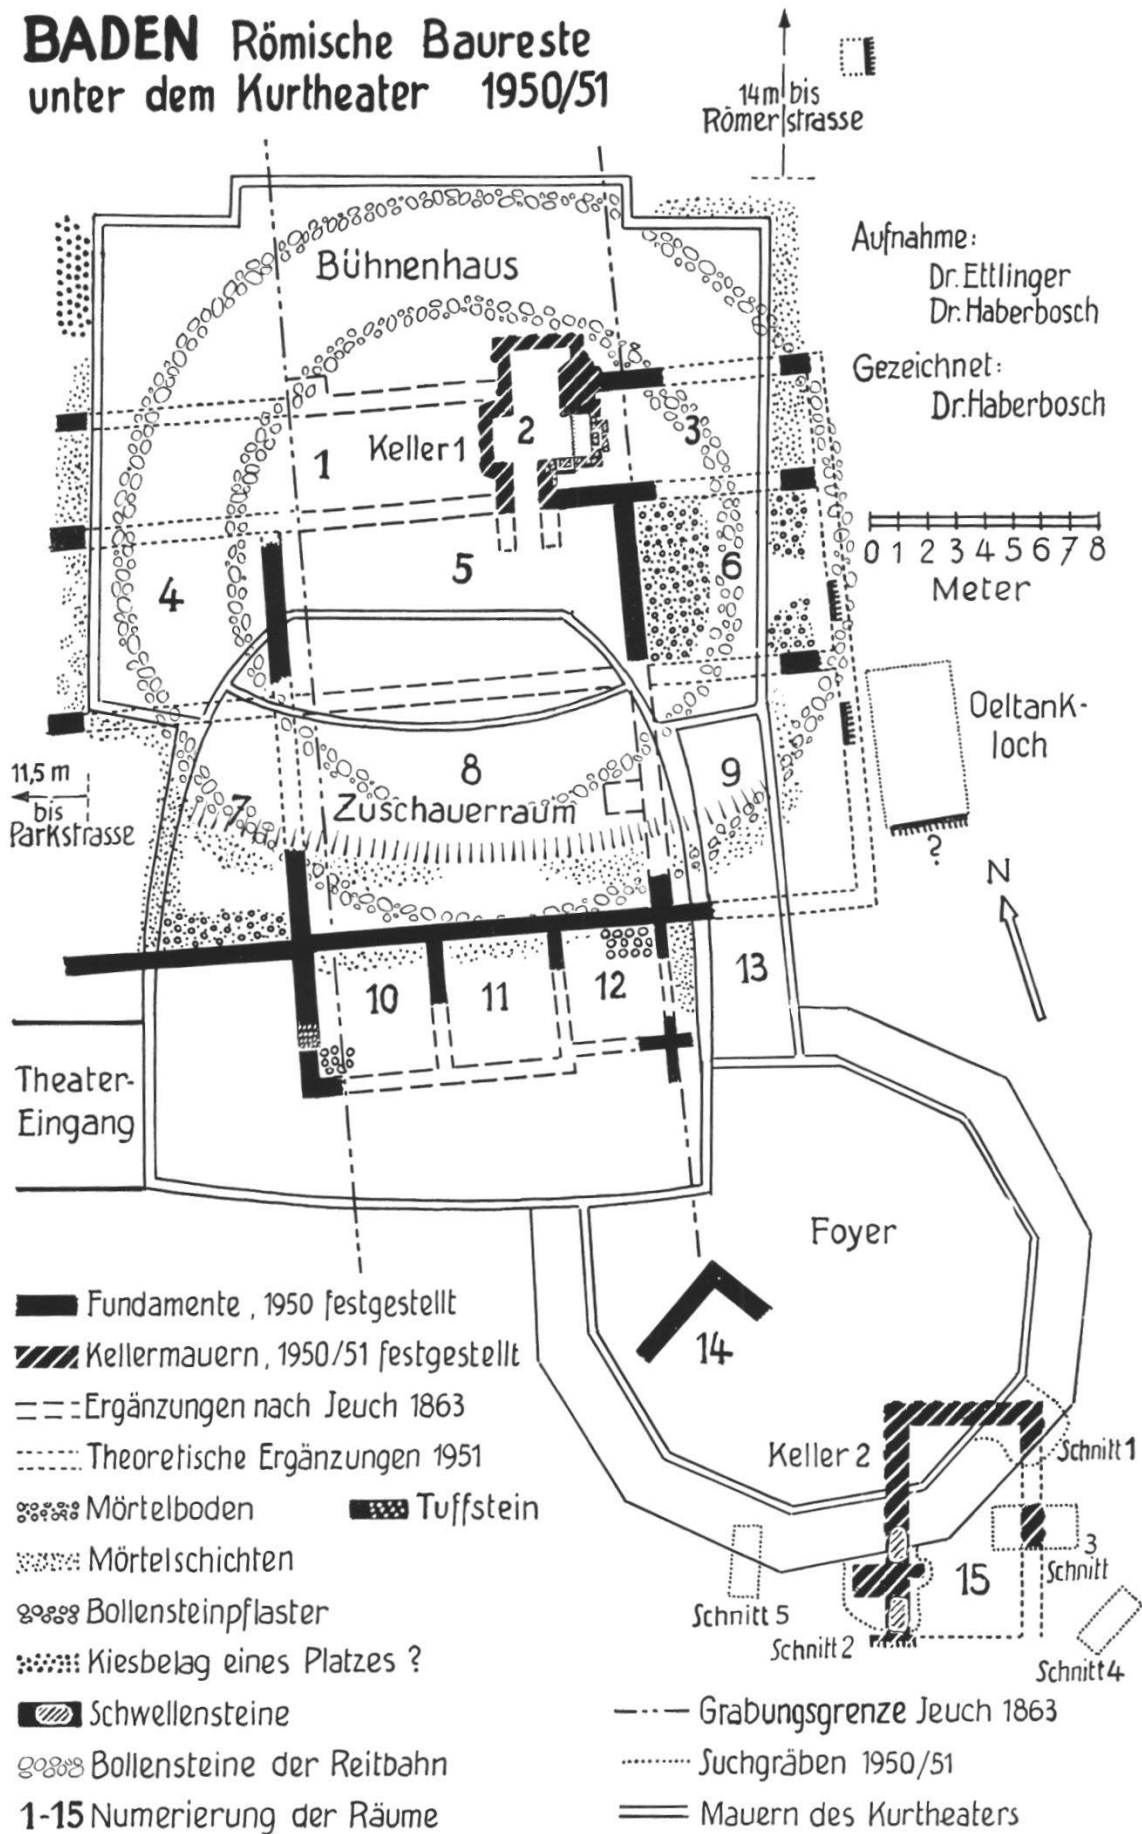 BADEN Römische Baureste
unter dem Kurtheater 1950/51
14m bis
Römerstrasse
Aufnahme:
Dr. Ettlinger
Dr. Haberbosch
Gezeichnet:
Dr. Haberbosch
Bühnenhaus
1
Keller 1
2
3
4
5
6
0 1 2 3 4 5 6 7 8
Meter
Oeltank-
loch
?
11,5 m
bis
Parkstrasse
7
8
Zuschauerraum
9
N
10
11
12
13
Theater-
Eingang
Foyer
14
Keller 2
15
Schnitt 1
3
Schnitt
Schnitt 5
Schnitt 2
Schnitt 4
Fundamente, 1950 festgestellt
Kellermauern, 1950/51 festgestellt
Ergänzungen nach Jeuch 1863
Theoretische Ergänzungen 1951
Mörtelboden
Tuffstein
Mörtelschichten
Bollensteinpflaster
Kiesbelag eines Platzes ?
Schwellensteine
Bollensteine der Reitbahn
1-15 Numerierung der Räume
Grabungsgrenze Jeuch 1863
Suchgräben 1950/51
Mauern des Kurtheaters